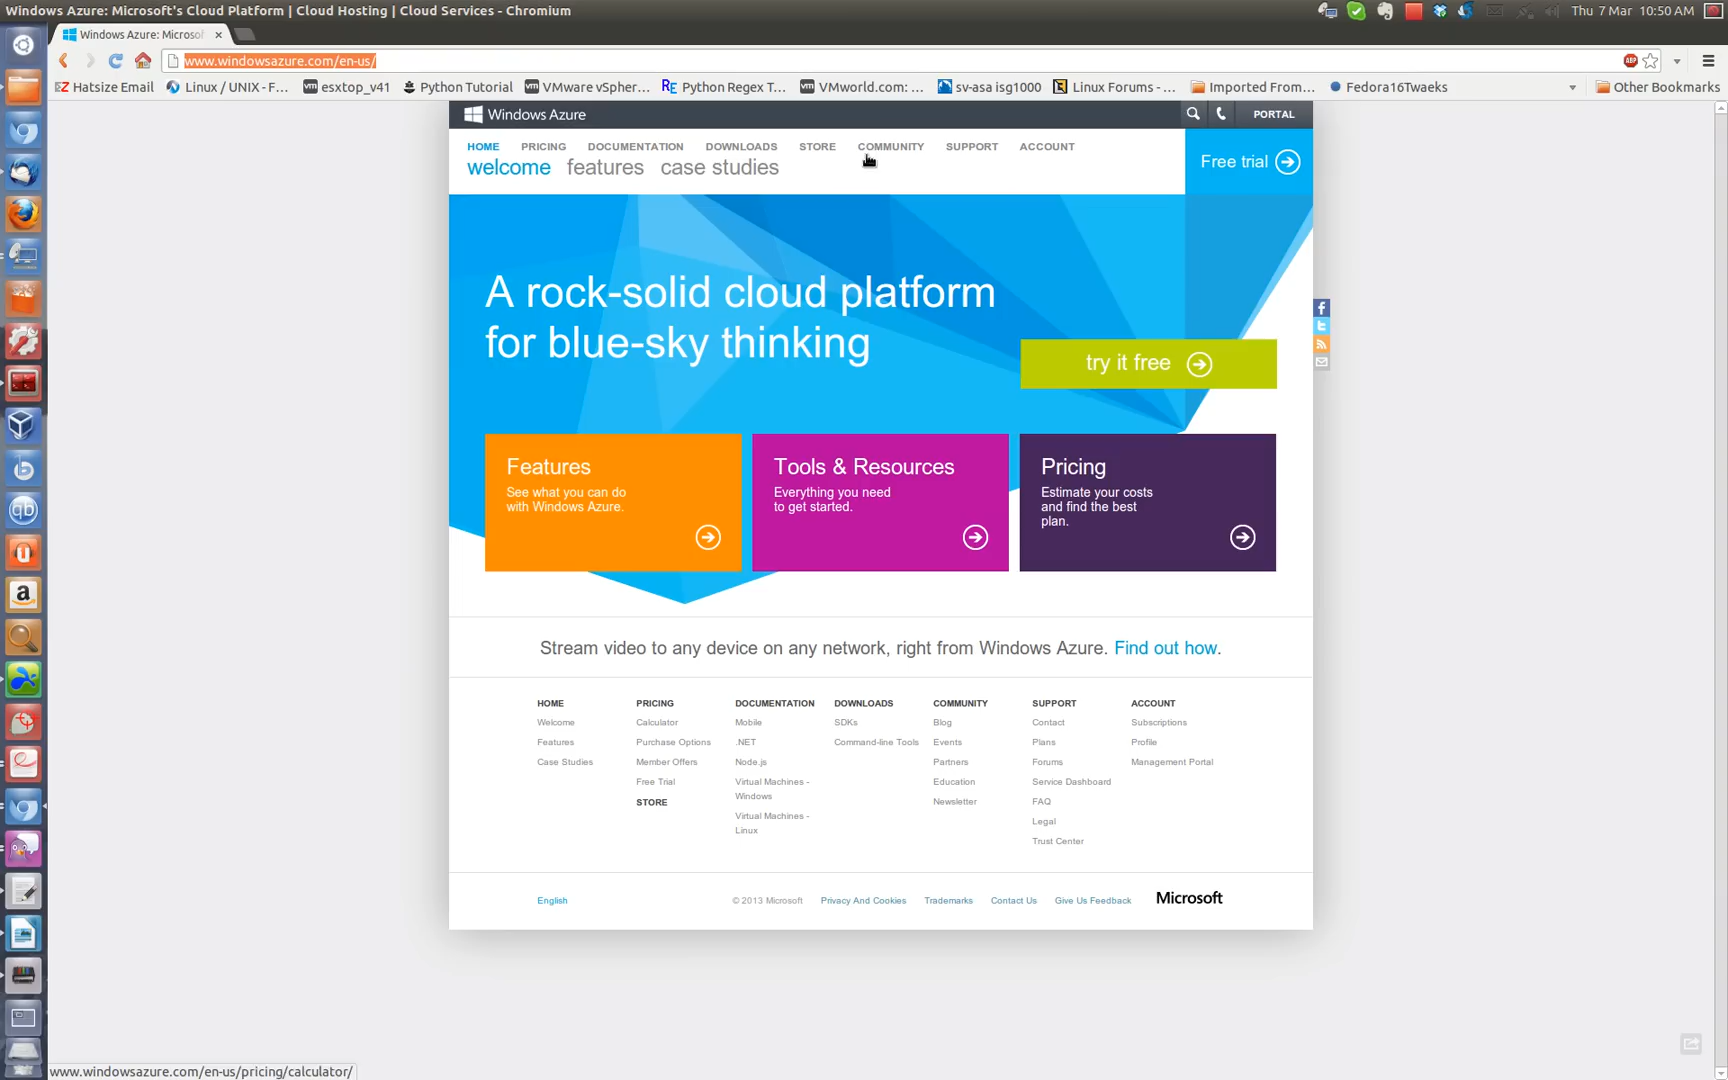 Windows Azure: Microsoft's Cloud Platform | Cloud Hosting | Cloud Services - Chromium
Thu 7 Mar 10:50 AM
Windows Azure: Microsof
www.windowsazure.com/en-us/
ABP
Hatsize Email
Linux / UNIX - F...
vm esxtop_v41
Python Tutorial
vm VMware vSpher...
RE Python Regex T...
vm VMworld.com: ...
sv-asa isg1000
Linux Forums - ...
Imported From...
Fedora16Twaeks
Other Bookmarks
Windows Azure
PORTAL
HOME PRICING DOCUMENTATION DOWNLOADS STORE COMMUNITY SUPPORT ACCOUNT
welcome features case studies
Free trial
A rock-solid cloud platform
for blue-sky thinking
try it free
Features
See what you can do
with Windows Azure.
Tools & Resources
Everything you need
to get started.
Pricing
Estimate your costs
and find the best
plan.
Stream video to any device on any network, right from Windows Azure. Find out how.
HOME
Welcome
Features
Case Studies
PRICING
Calculator
Purchase Options
Member Offers
Free Trial
STORE
DOCUMENTATION
Mobile
.NET
Node.js
Virtual Machines -
Windows
Virtual Machines -
Linux
DOWNLOADS
SDKs
Command-line Tools
COMMUNITY
Blog
Events
Partners
Education
Newsletter
SUPPORT
Contact
Plans
Forums
Service Dashboard
FAQ
Legal
Trust Center
ACCOUNT
Subscriptions
Profile
Management Portal
English
© 2013 Microsoft
Privacy And Cookies
Trademarks
Contact Us
Give Us Feedback
Microsoft
www.windowsazure.com/en-us/pricing/calculator/